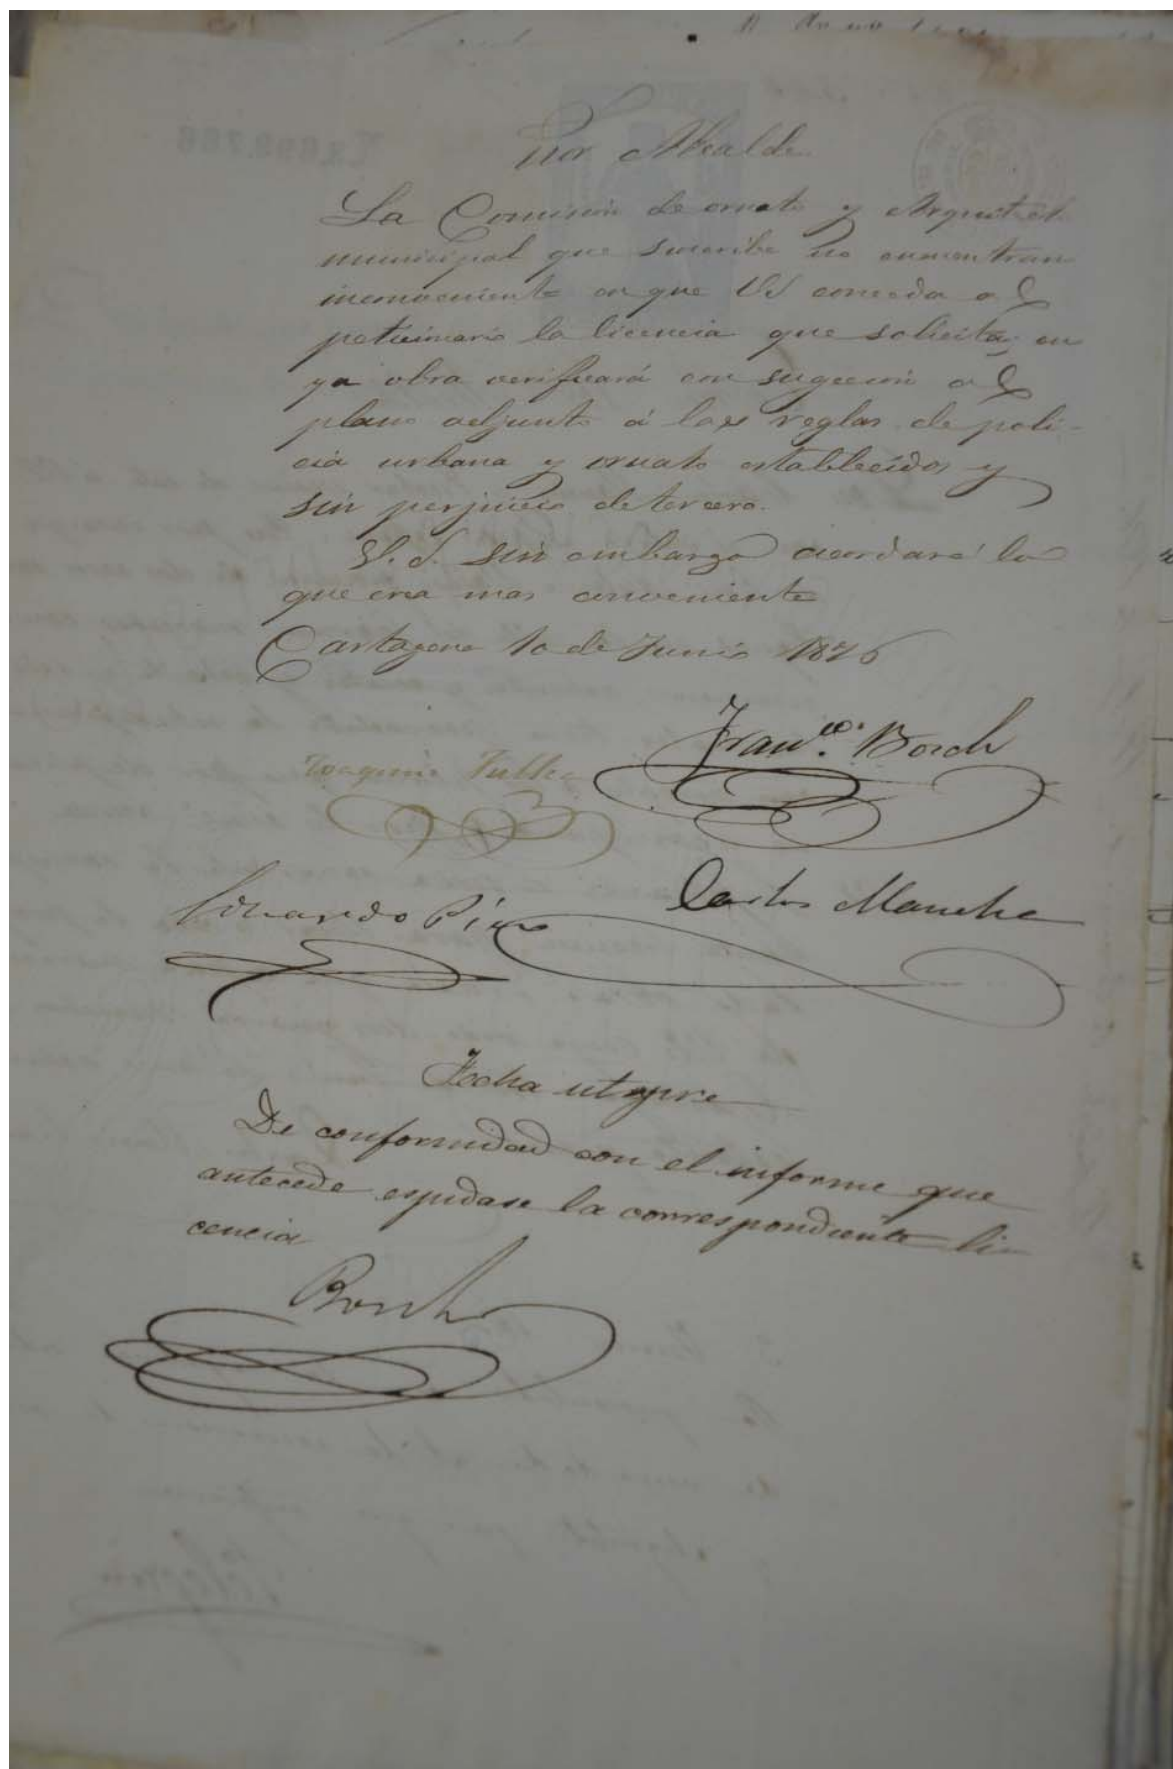 Sor Alcalde
La Comision de ornato y Arquitecto
municipal que suscribe no encuentran
inconveniente en que VS conceda al
peticionario la licencia que solicita, cu
ya obra verificará con sugecion al
plano adjunto á las reglas de poli-
cia urbana y ornato establecidos y
sin perjuicio de tercero.
V.S. sin embargo acordará lo
que crea mas conveniente
Cartagena 10 de Junio 1876
Franco. Bosch
Joaquin
Eduardo Pico
Carlos Mancha
Fecha ut supra
De conformidad con el informe que
antecede espidase la correspondiente li-
cencia
Bosch